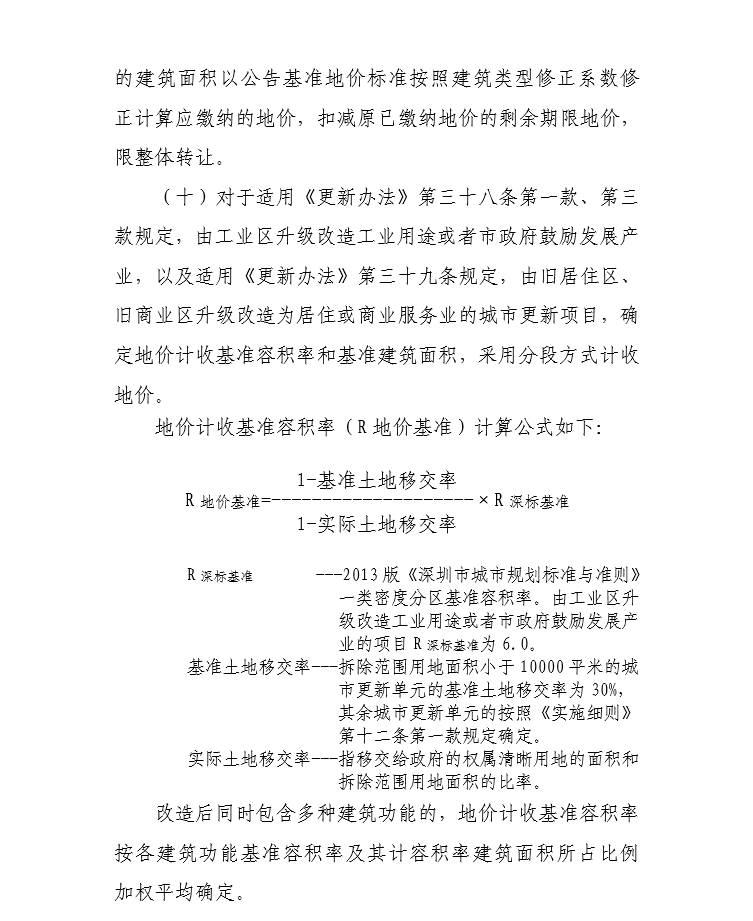 的建筑面积以公告基准地价标准按照建筑类型修正系数修
正计算应缴纳的地价，扣减原已缴纳地价的剩余期限地价，
限整体转让。
（十）对于适用《更新办法》第三十八条第一款、第三
款规定，由工业区升级改造工业用途或者市政府鼓励发展产
业，以及适用《更新办法》第三十九条规定，由旧居住区、
旧商业区升级改造为居住或商业服务业的城市更新项目，确
定地价计收基准容积率和基准建筑面积，采用分段方式计收
地价。
地价计收基准容积率（R地价基准）计算公式如下：
1-基准土地移交率
R 地价基准=--------------------× R 深标基准
1-实际土地移交率
R 深标基准 ---2013 版《深圳市城市规划标准与准则》
一类密度分区基准容积率。由工业区升
级改造工业用途或者市政府鼓励发展产
业的项目 R 深标基准为 6.0。
基准土地移交率---拆除范围用地面积小于 10000 平米的城
市更新单元的基准土地移交率为 30%，
其余城市更新单元的按照《实施细则》
第十二条第一款规定确定。
实际土地移交率---指移交给政府的权属清晰用地的面积和
拆除范围用地面积的比率。
改造后同时包含多种建筑功能的，地价计收基准容积率
按各建筑功能基准容积率及其计容积率建筑面积所占比例
加权平均确定。